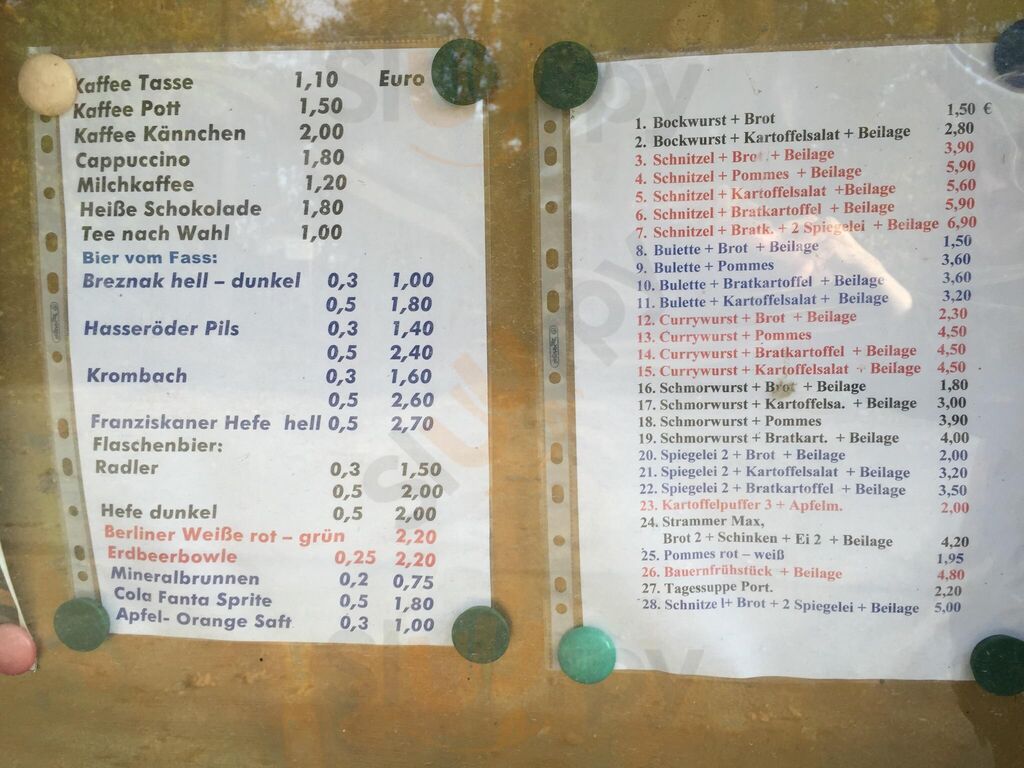 Kaffee Tasse 1,10 Euro
Kaffee Pott 1,50
Kaffee Kännchen 2,00
Cappuccino 1,80
Milchkaffee 1,20
Heiße Schokolade 1,80
Tee nach Wahl 1,00
Bier vom Fass:
Breznak hell – dunkel 0,3 1,00
0,5 1,80
Hasseröder Pils 0,3 1,40
0,5 2,40
Krombach 0,3 1,60
0,5 2,60
Franziskaner Hefe hell 0,5 2,70
Flaschenbier:
Radler 0,3 1,50
0,5 2,00
Hefe dunkel 0,5 2,00
Berliner Weiße rot – grün 2,20
Erdbeerbowle 0,25 2,20
Mineralbrunnen 0,2 0,75
Cola Fanta Sprite 0,5 1,80
Apfel- Orange Saft 0,3 1,00
1. Bockwurst + Brot 1,50 €
2. Bockwurst + Kartoffelsalat + Beilage 2,80
3. Schnitzel + Brot + Beilage 3,90
4. Schnitzel + Pommes + Beilage 5,90
5. Schnitzel + Kartoffelsalat +Beilage 5,60
6. Schnitzel + Bratkartoffel + Beilage 5,90
7. Schnitzel + Bratk. + 2 Spiegelei + Beilage 6,90
8. Bulette + Brot + Beilage 1,50
9. Bulette + Pommes 3,60
10. Bulette + Bratkartoffel + Beilage 3,60
11. Bulette + Kartoffelsalat + Beilage 3,20
12. Currywurst + Brot + Beilage 2,30
13. Currywurst + Pommes 4,50
14. Currywurst + Bratkartoffel + Beilage 4,50
15. Currywurst + Kartoffelsalat + Beilage 4,50
16. Schmorwurst + Brot + Beilage 1,80
17. Schmorwurst + Kartoffelsa. + Beilage 3,00
18. Schmorwurst + Pommes 3,90
19. Schmorwurst + Bratkart. + Beilage 4,00
20. Spiegelei 2 + Brot + Beilage 2,00
21. Spiegelei 2 + Kartoffelsalat + Beilage 3,20
22. Spiegelei 2 + Bratkartoffel + Beilage 3,50
23. Kartoffelpuffer 3 + Apfelm. 2,00
24. Strammer Max,
Brot 2 + Schinken + Ei 2 + Beilage 4,20
25. Pommes rot – weiß 1,95
26. Bauernfrühstück + Beilage 4,80
27. Tagessuppe Port. 2,20
28. Schnitze l+ Brot + 2 Spiegelei + Beilage 5,00